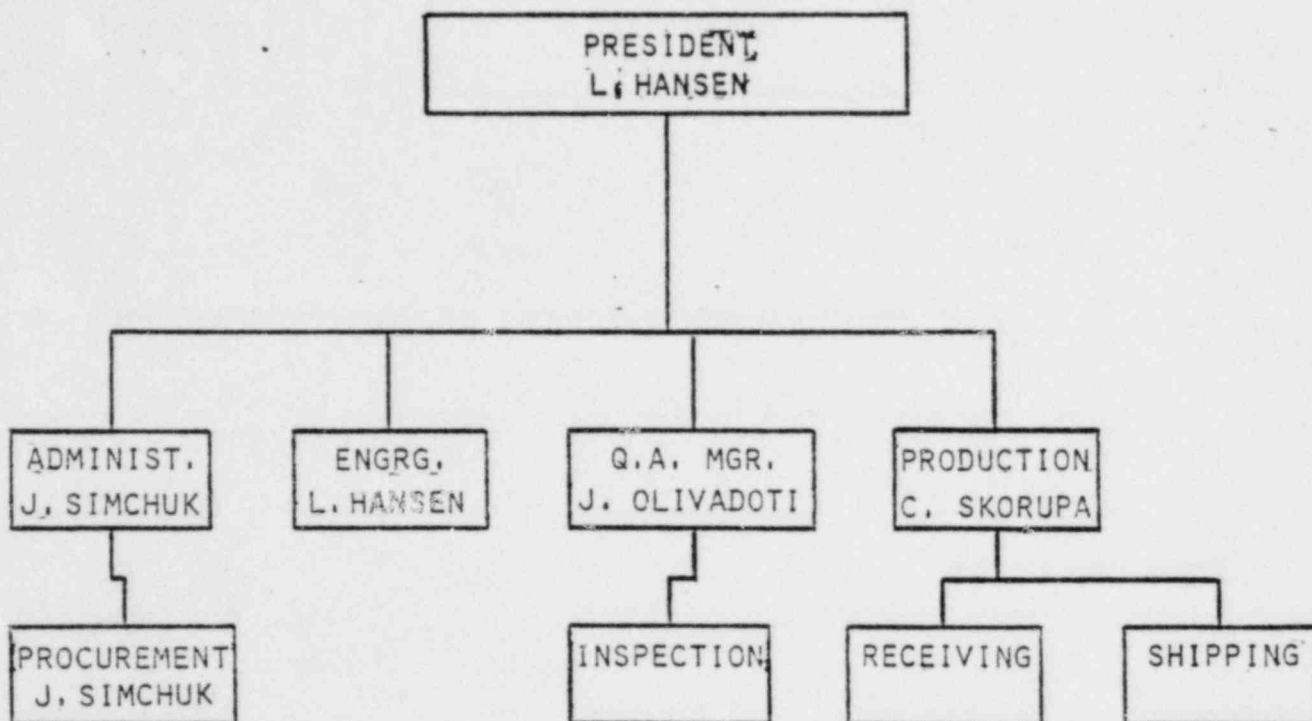 PRESIDENT
L. HANSEN
ADMINIST.
J. SIMCHUK
ENGRG.
L. HANSEN
Q.A. MGR.
J. OLIVADOTI
PRODUCTION
C. SKORUPA
PROCUREMENT
J. SIMCHUK
INSPECTION
RECEIVING
SHIPPING